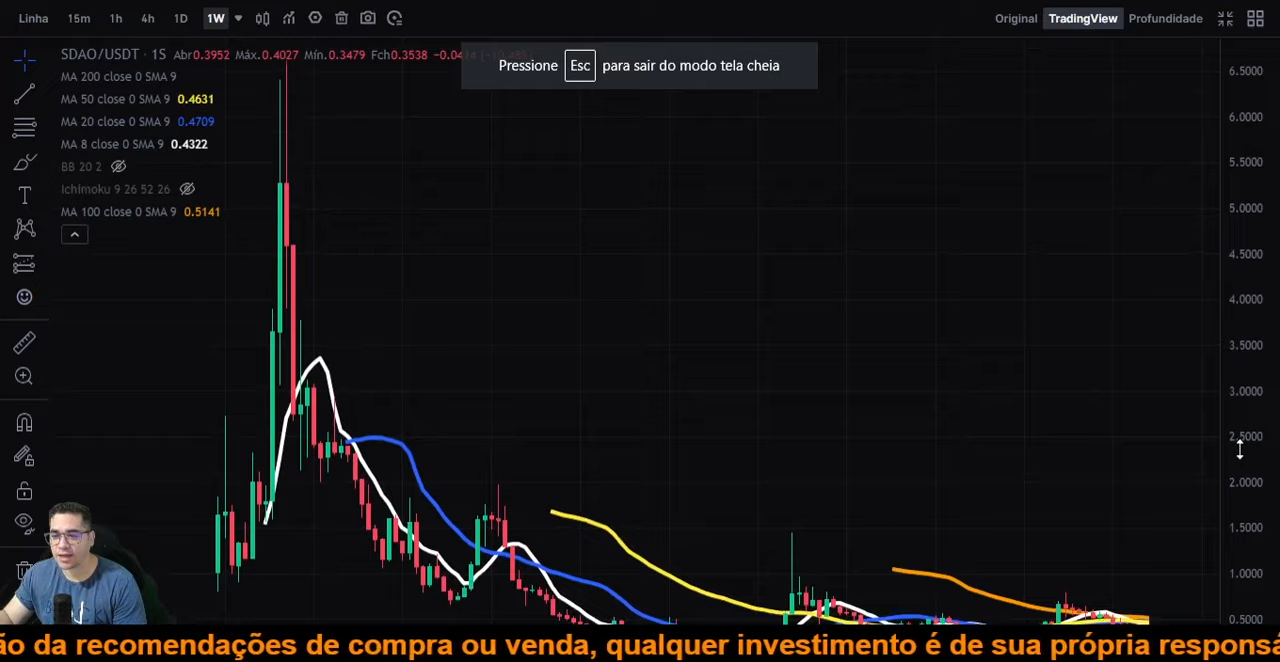 Linha 15m 1h 4h 1D 1W Original TradingView Profundidade
SDAO/USDT · 1S Abr0.3952 Máx.0.4027 Mín.0.3479 Fch0.3538
Pressione Esc para sair do modo tela cheia
MA 200 close 0 SMA 9
MA 50 close 0 SMA 9 0.4631
MA 20 close 0 SMA 9 0.4709
MA 8 close 0 SMA 9 0.4322
BB 20 2
Ichimoku 9 26 52 26
MA 100 close 0 SMA 9 0.5141
6.5000
6.0000
5.5000
5.0000
4.5000
4.0000
3.5000
3.0000
2.5000
2.0000
1.5000
1.0000
0.5000
ão da recomendações de compra ou venda, qualquer investimento é de sua própria responsa